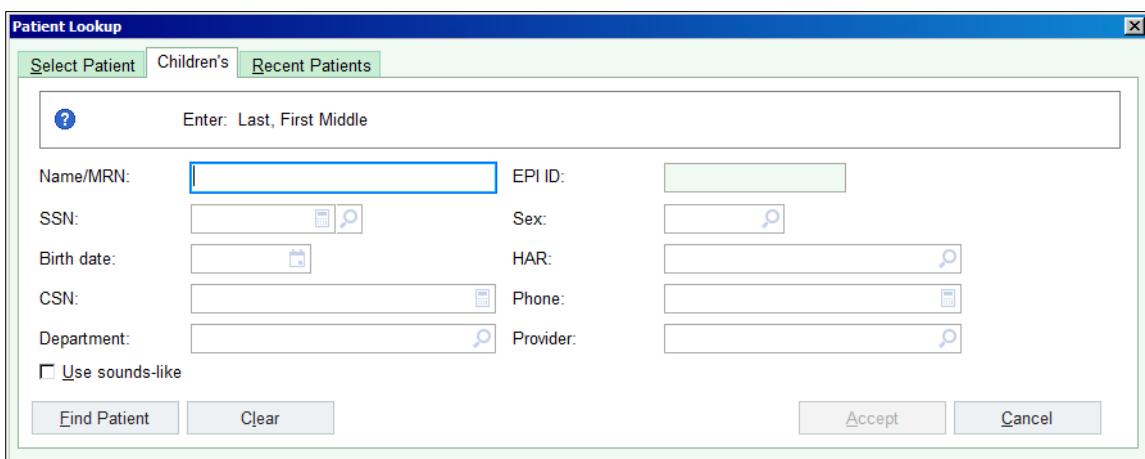 Patient Lookup
Select Patient Children's Recent Patients
Enter: Last, First Middle
Name/MRN: EPI ID:
SSN: Sex:
Birth date: HAR:
CSN: Phone:
Department: Provider:
Use sounds-like
Find Patient Clear Accept Cancel